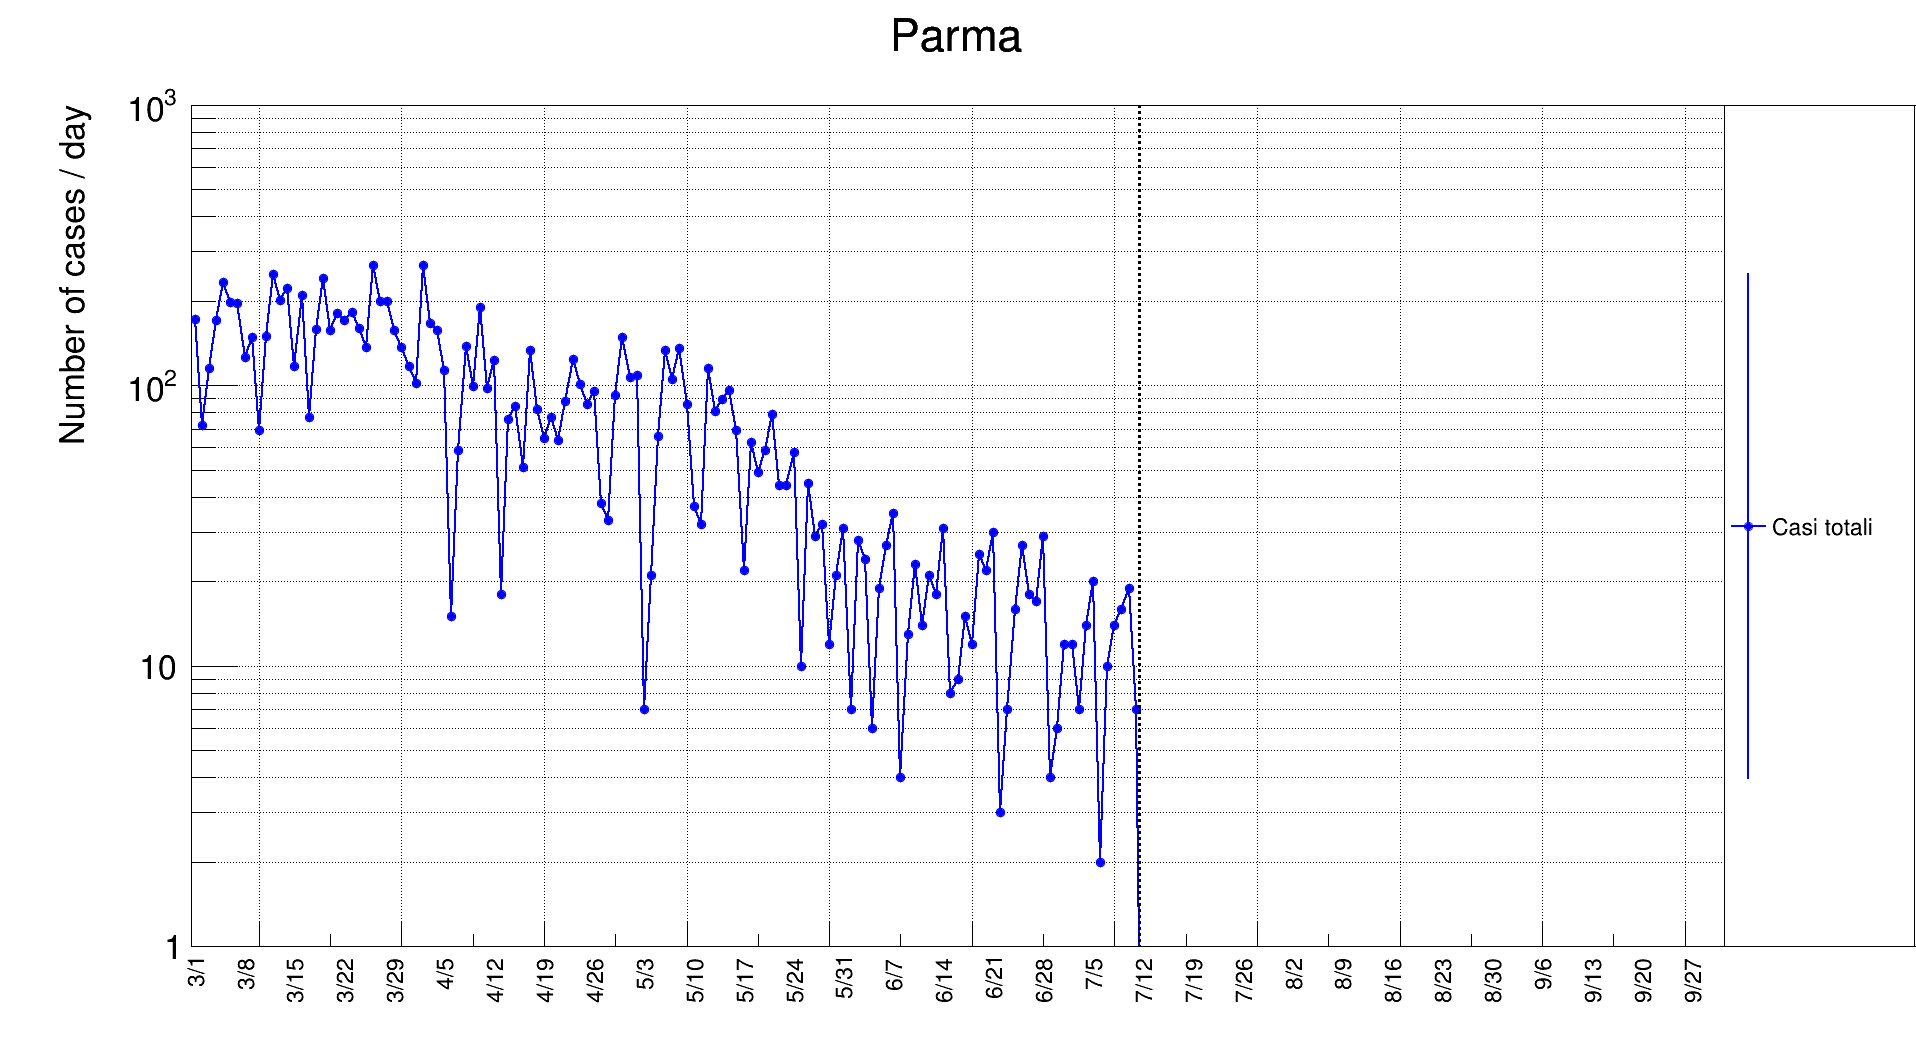 Parma
Number of cases / day
10³
10²
10
1
3/1 3/8 3/15 3/22 3/29 4/5 4/12 4/19 4/26 5/3 5/10 5/17 5/24 5/31 6/7 6/14 6/21 6/28 7/5 7/12 7/19 7/26 8/2 8/9 8/16 8/23 8/30 9/6 9/13 9/20 9/27
Casi totali